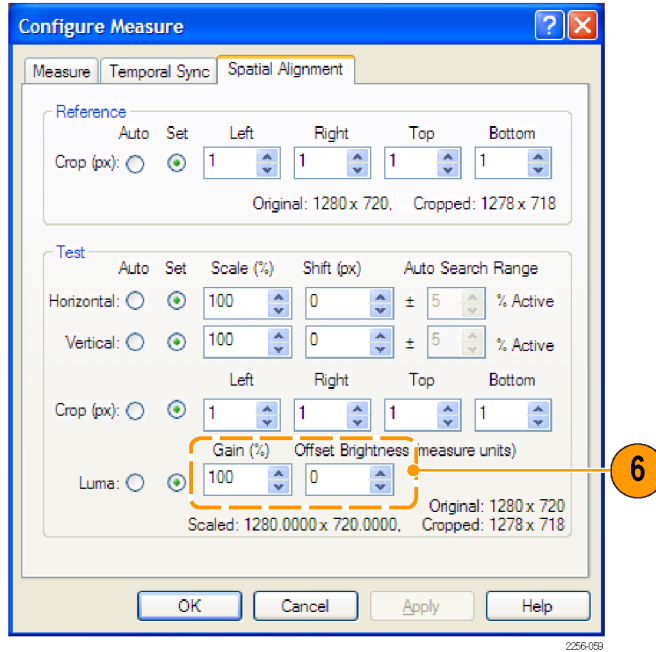 Configure Measure
Measure Temporal Sync Spatial Alignment
Reference
Auto Set Left Right Top Bottom
Crop (px): 1 1 1 1
Original: 1280 x 720, Cropped: 1278 x 718
Test
Auto Set Scale (%) Shift (px) Auto Search Range
Horizontal: 100 0 ± 5 % Active
Vertical: 100 0 ± 5 % Active
Left Right Top Bottom
Crop (px): 1 1 1 1
Gain (%) Offset Brightness (measure units)
6
Luma: 100 0
Original: 1280 x 720
Scaled: 1280.0000 x 720.0000, Cropped: 1278 x 718
OK Cancel Apply Help
2256-059